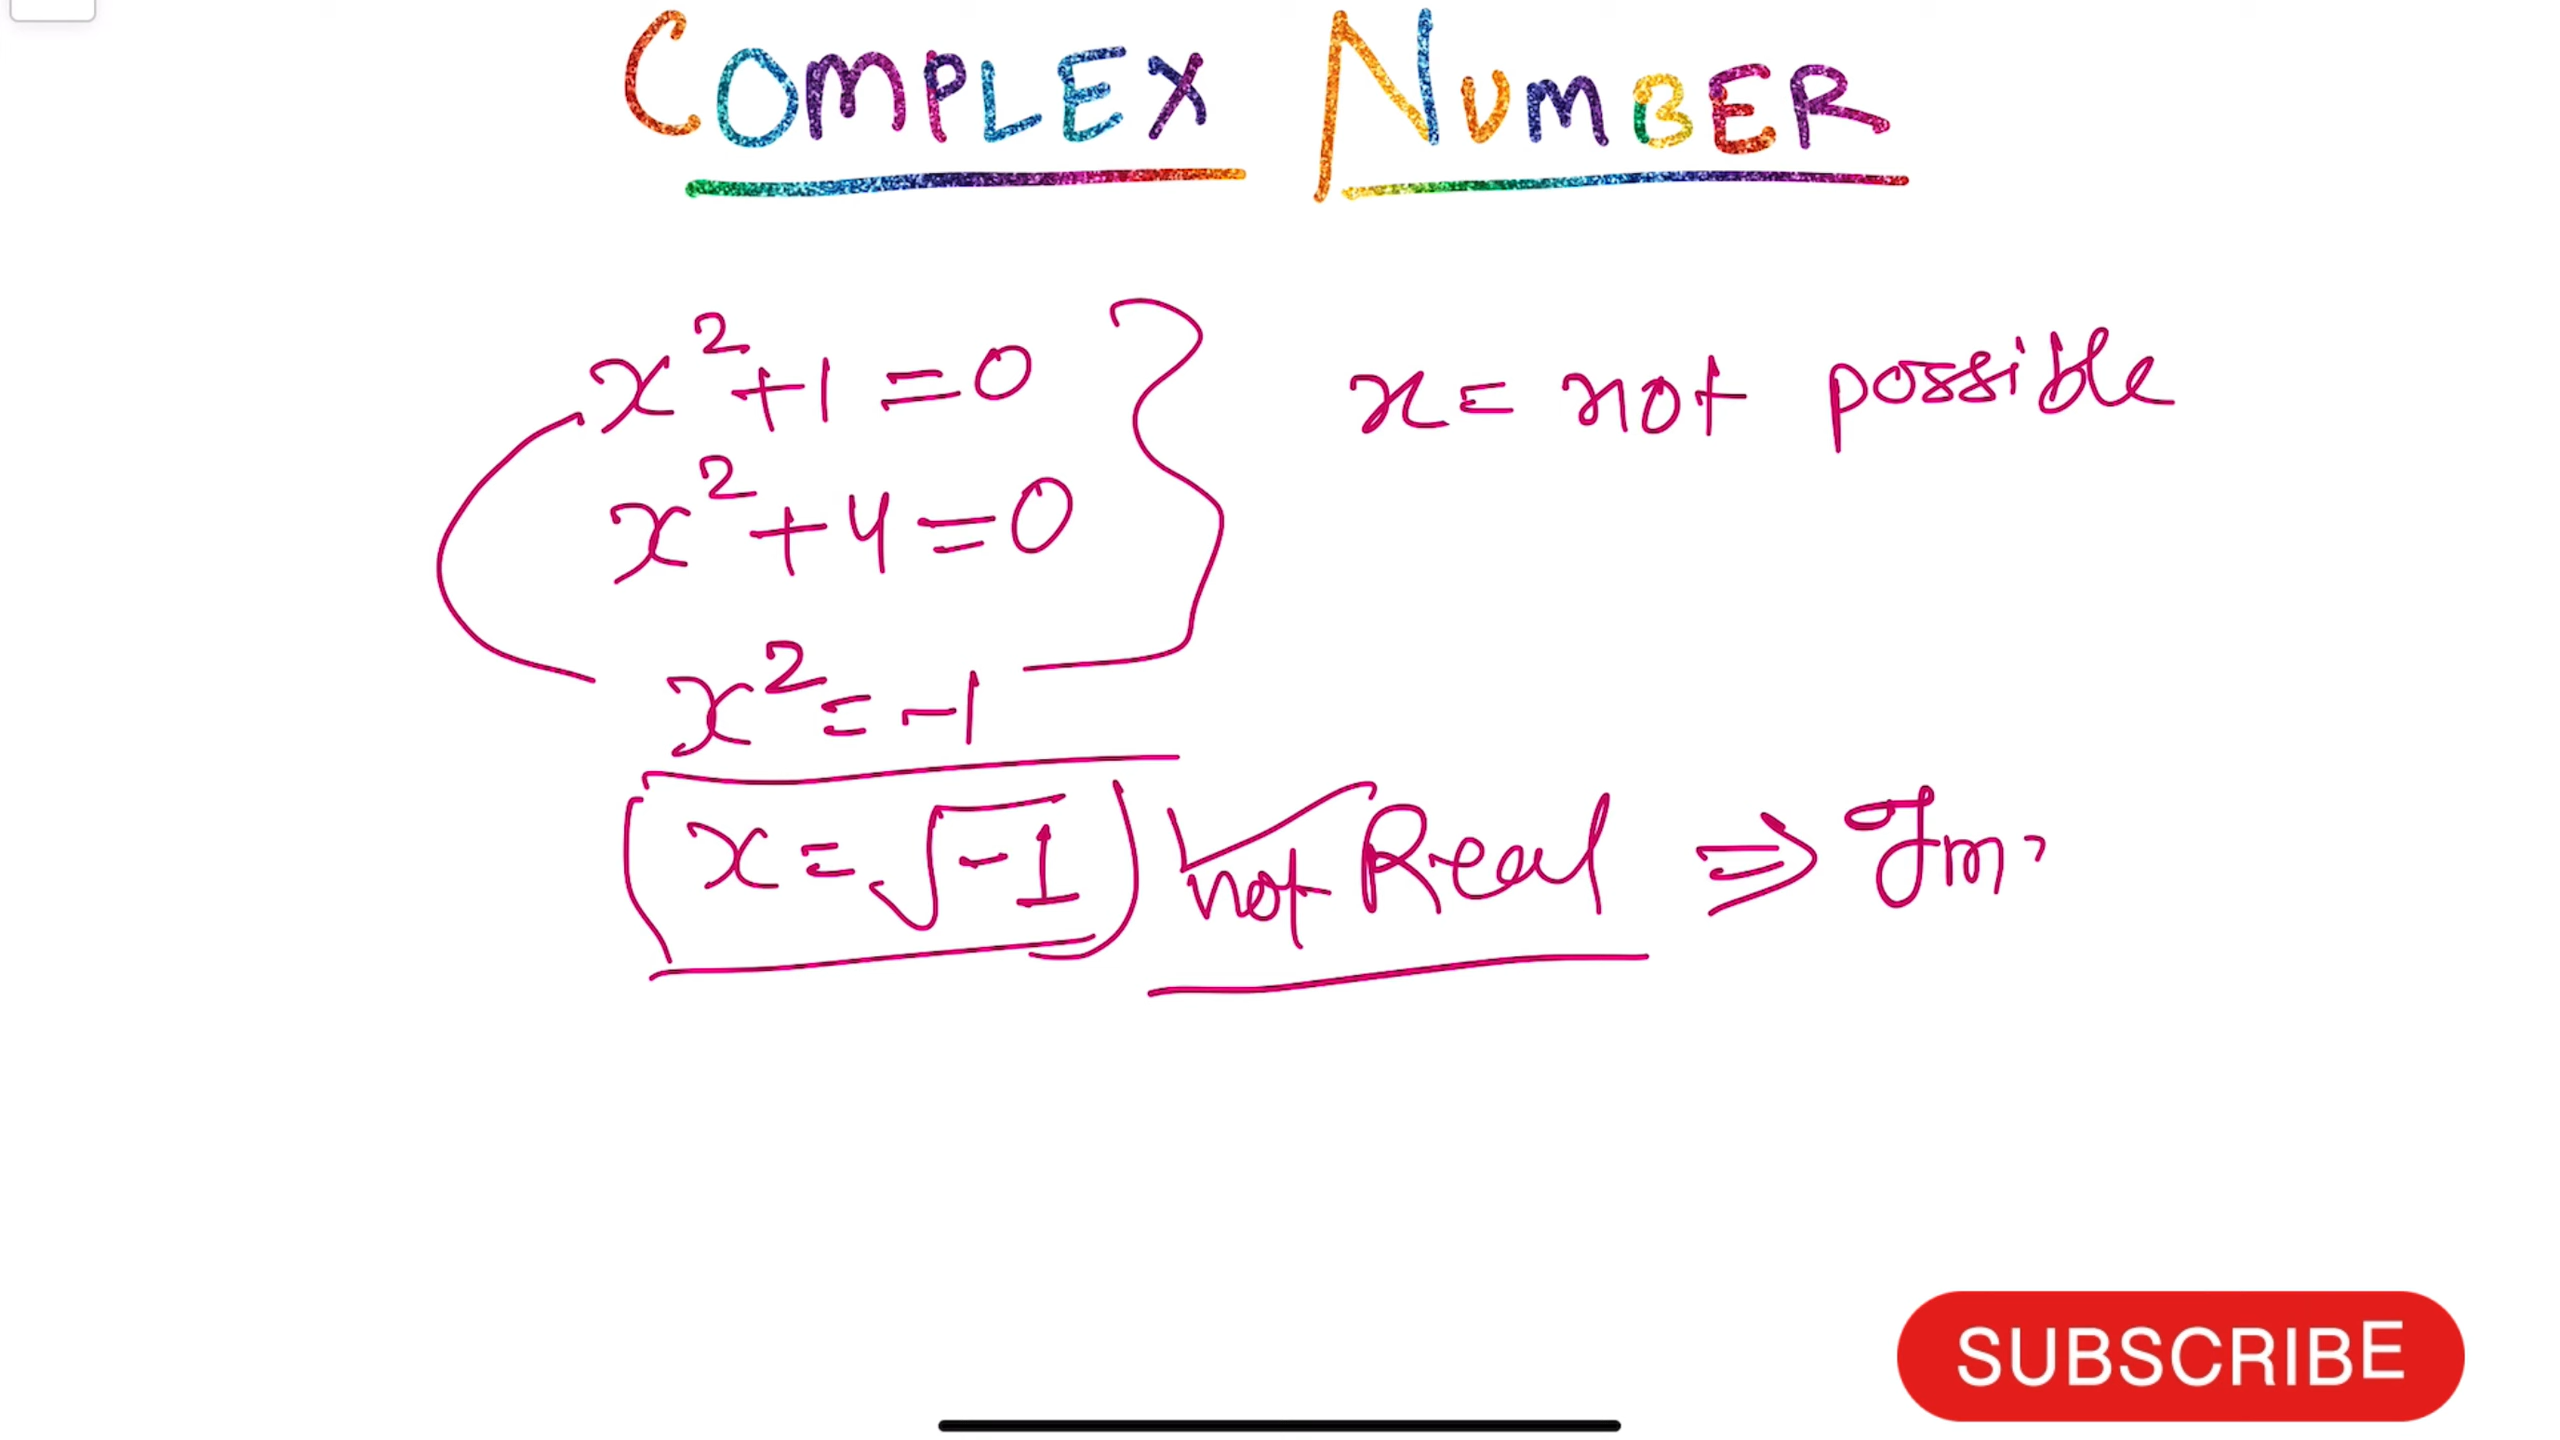 COMPLEX NUMBER
x²+1=0
x= not possible
x²+4=0
x²=-1
x=√-1 not Real ⇒ Im
SUBSCRIBE